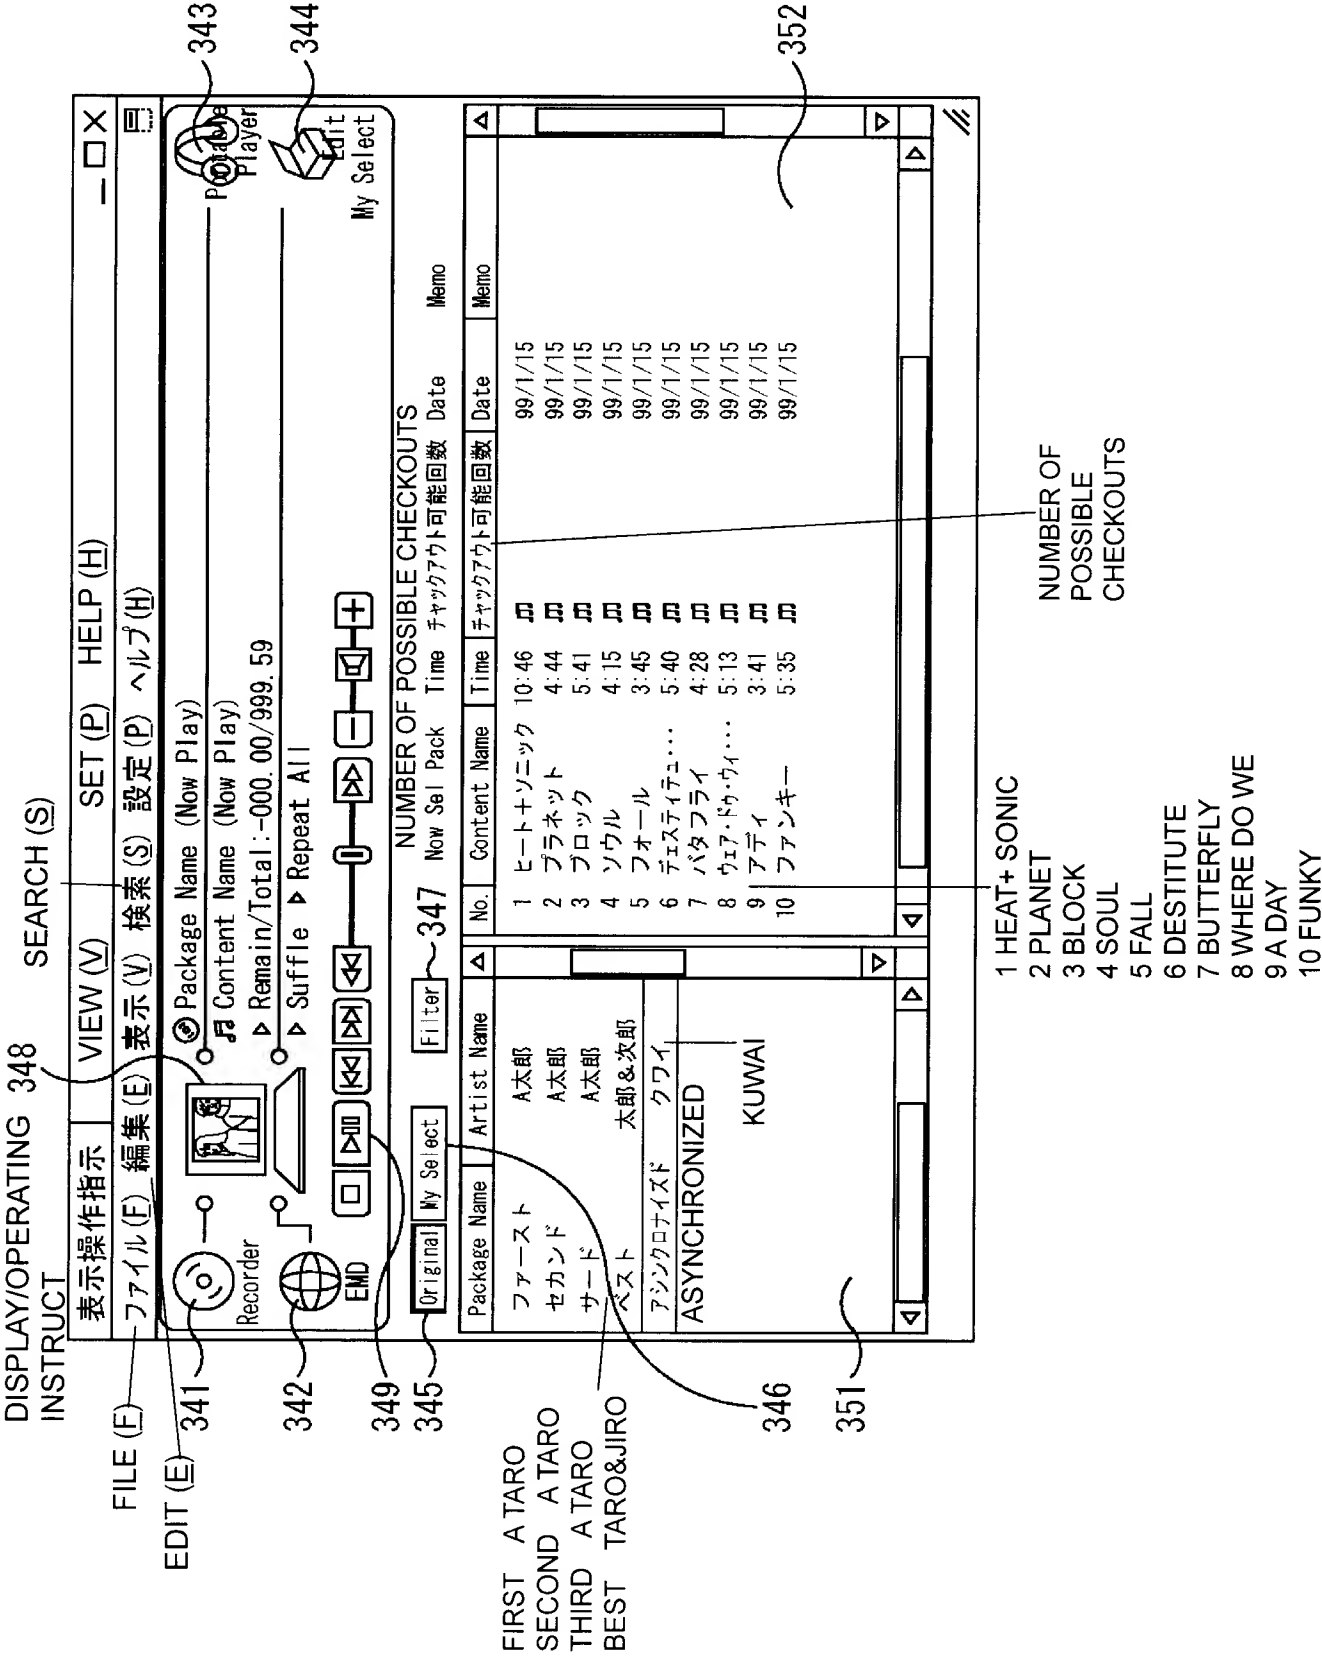 DISPLAY/OPERATING 348
INSTRUCT
SEARCH (S)
FILE (F)
EDIT (E)
VIEW (V)
SET (P)
HELP (H)
表示操作指示
ファイル(F) 編集(E) 表示(V) 検索(S) 設定(P) ヘルプ(H)
343
344
341
342
349
345
346
347
351
352
Recorder
EMD
Package Name (Now Play)
Content Name (Now Play)
Remain/Total:-000.00/999.59
Suffle Repeat All
Portable
Player
Edit
My Select
NUMBER OF POSSIBLE CHECKOUTS
Original My Select Filter
Now Sel Pack Time チャックアウト可能回数 Date Memo
Package Name Artist Name
ファースト A太郎
セカンド A太郎
サード A太郎
ベスト 太郎&次郎
アシンクロナイズド クワイ
ASYNCHRONIZED
KUWAI
No. Content Name Time チャックアウト可能回数 Date Memo
1 ヒート+ソニック 10:46 99/1/15
2 プラネット 4:44 99/1/15
3 ブロック 5:41 99/1/15
4 ソウル 4:15 99/1/15
5 フォール 3:45 99/1/15
6 デェスティテュ・・・ 5:40 99/1/15
7 バタフライ 4:28 99/1/15
8 ウェア・ドゥ・ウィ・・・ 5:13 99/1/15
9 アデイ 3:41 99/1/15
10 ファンキー 5:35 99/1/15
FIRST A TARO
SECOND A TARO
THIRD A TARO
BEST TARO&JIRO
NUMBER OF
POSSIBLE
CHECKOUTS
1 HEAT+ SONIC
2 PLANET
3 BLOCK
4 SOUL
5 FALL
6 DESTITUTE
7 BUTTERFLY
8 WHERE DO WE
9 A DAY
10 FUNKY